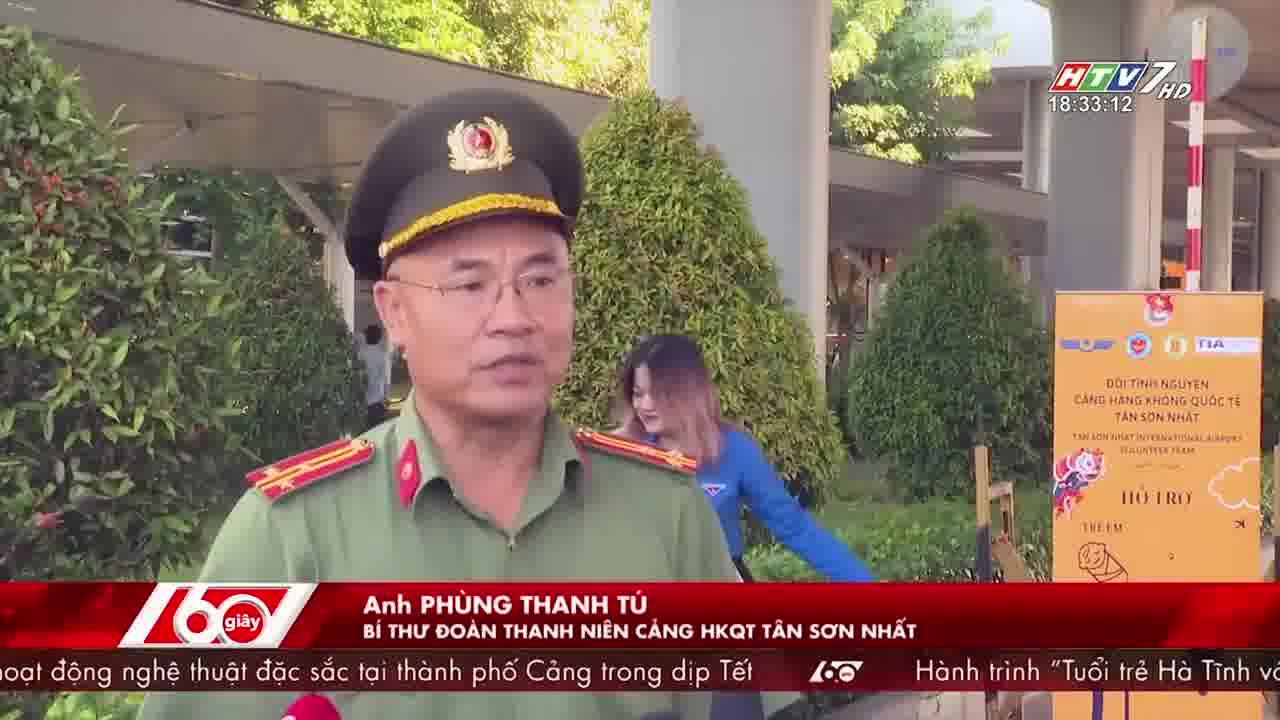 HTV7 HD
18:33:12
TIA
ĐỘI TÌNH NGUYỆN
CẢNG HÀNG KHÔNG QUỐC TẾ
TÂN SƠN NHẤT
TAN SON NHAT INTERNATIONAL AIRPORT
VOLUNTEER TEAM
HỖ TRỢ
TRẺ EM
60 giây
Anh PHÙNG THANH TÚ
BÍ THƯ ĐOÀN THANH NIÊN CẢNG HKQT TÂN SƠN NHẤT
hoạt động nghệ thuật đặc sắc tại thành phố Cảng trong dịp Tết 60 giây Hành trình “Tuổi trẻ Hà Tĩnh